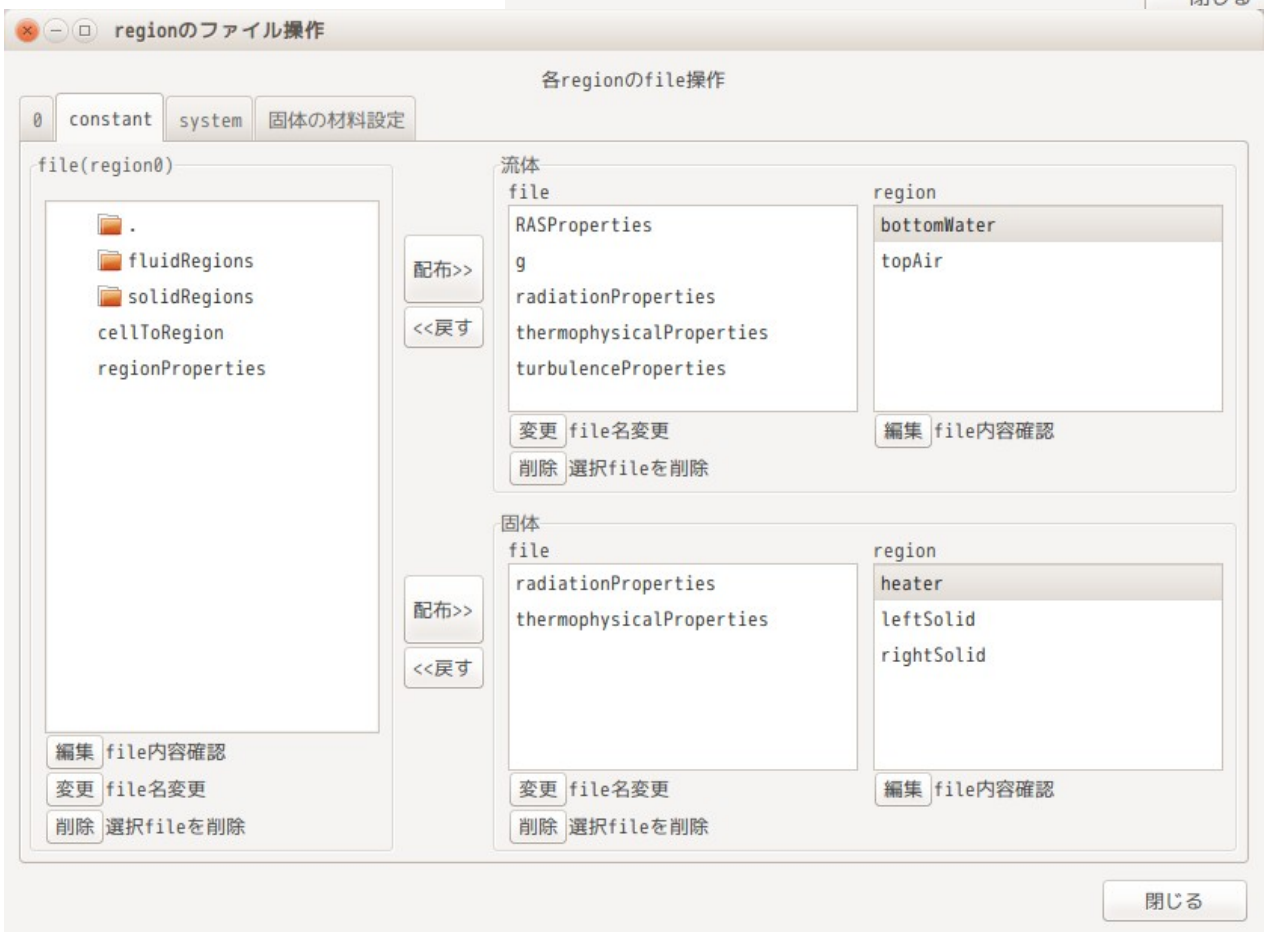 閉じる
regionのファイル操作
各regionのfile操作
0 constant system 固体の材料設定
file(region0)
.
fluidRegions
solidRegions
cellToRegion
regionProperties
編集 file内容確認
変更 file名変更
削除 選択fileを削除
配布>>
<<戻す
流体
file
RASProperties
g
radiationProperties
thermophysicalProperties
turbulenceProperties
変更 file名変更
削除 選択fileを削除
region
bottomWater
topAir
編集 file内容確認
配布>>
<<戻す
固体
file
radiationProperties
thermophysicalProperties
変更 file名変更
削除 選択fileを削除
region
heater
leftSolid
rightSolid
編集 file内容確認
閉じる